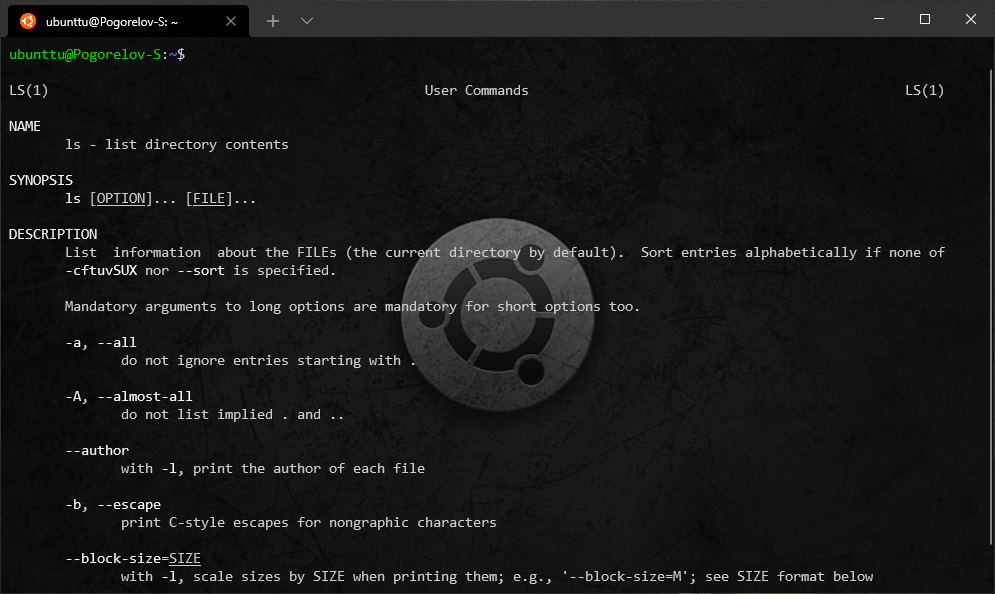 ubunttu@Pogorelov-S: ~
ubunttu@Pogorelov-S:~$
LS(1) User Commands LS(1)
NAME
ls - list directory contents
SYNOPSIS
ls [OPTION]... [FILE]...
DESCRIPTION
List information about the FILEs (the current directory by default). Sort entries alphabetically if none of
-cftuvSUX nor --sort is specified.
Mandatory arguments to long options are mandatory for short options too.
-a, --all
do not ignore entries starting with .
-A, --almost-all
do not list implied . and ..
--author
with -l, print the author of each file
-b, --escape
print C-style escapes for nongraphic characters
--block-size=SIZE
with -l, scale sizes by SIZE when printing them; e.g., '--block-size=M'; see SIZE format below